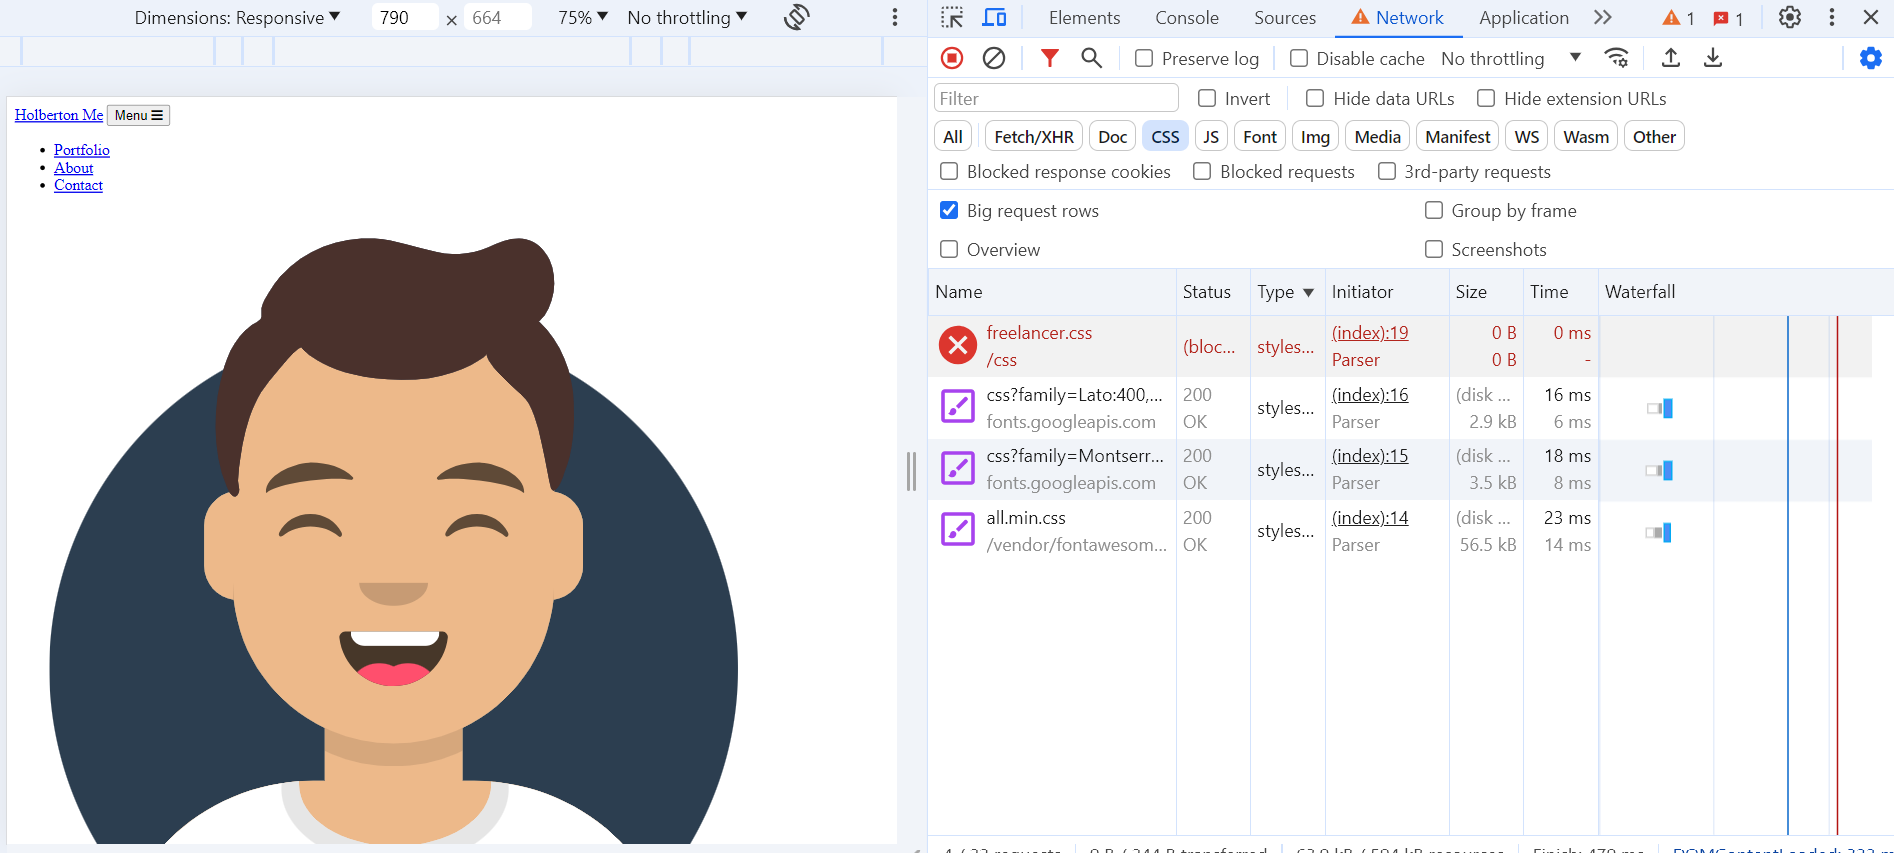 Dimensions: Responsive ▼ 790 × 664 75% ▼ No throttling ▼
Elements Console Sources Network Application 1 1
Preserve log Disable cache No throttling ▼
Filter Invert Hide data URLs Hide extension URLs
All Fetch/XHR Doc CSS JS Font Img Media Manifest WS Wasm Other
Blocked response cookies Blocked requests 3rd-party requests
Big request rows Group by frame
Overview Screenshots
Name Status Type ▼ Initiator Size Time Waterfall
freelancer.css (bloc... styles... (index):19 0 B 0 ms
/css Parser 0 B -
css?family=Lato:400,... 200 styles... (index):16 (disk ... 16 ms
fonts.googleapis.com OK Parser 2.9 kB 6 ms
css?family=Montserr... 200 styles... (index):15 (disk ... 18 ms
fonts.googleapis.com OK Parser 3.5 kB 8 ms
all.min.css 200 styles... (index):14 (disk ... 23 ms
/vendor/fontawesom... OK Parser 56.5 kB 14 ms
Holberton Me Menu ☰
• Portfolio
• About
• Contact